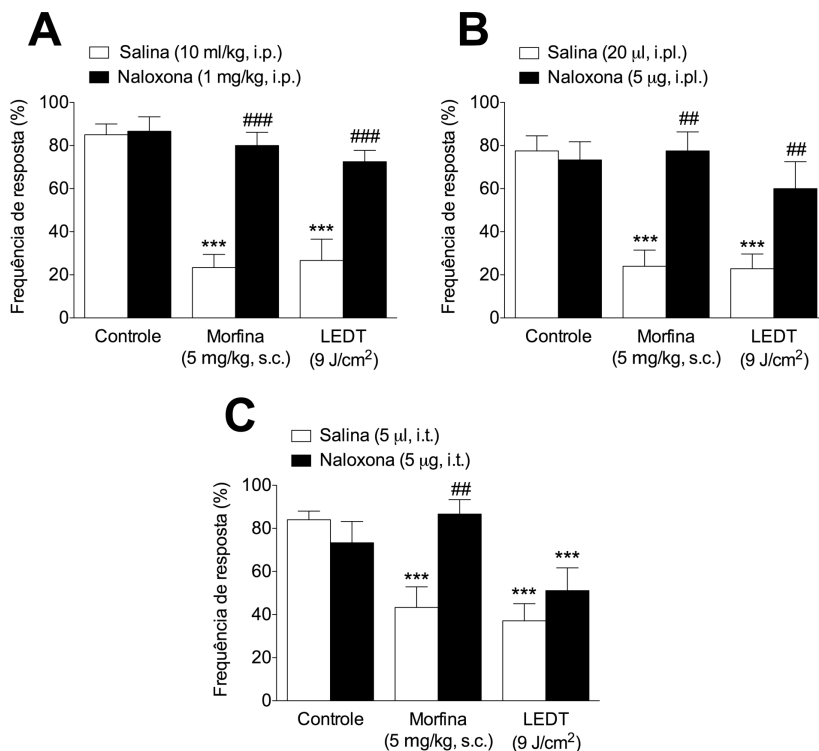 A
Salina (10 ml/kg, i.p.)
Naloxona (1 mg/kg, i.p.)
Frequência de resposta (%)
100
80
60
40
20
0
***
###
***
###
Controle
Morfina
(5 mg/kg, s.c.)
LEDT
(9 J/cm²)
B
Salina (20 µl, i.pl.)
Naloxona (5 µg, i.pl.)
Frequência de resposta (%)
100
80
60
40
20
0
***
##
***
##
Controle
Morfina
(5 mg/kg, s.c.)
LEDT
(9 J/cm²)
C
Salina (5 µl, i.t.)
Naloxona (5 µg, i.t.)
Frequência de resposta (%)
100
80
60
40
20
0
***
##
***
***
Controle
Morfina
(5 mg/kg, s.c.)
LEDT
(9 J/cm²)